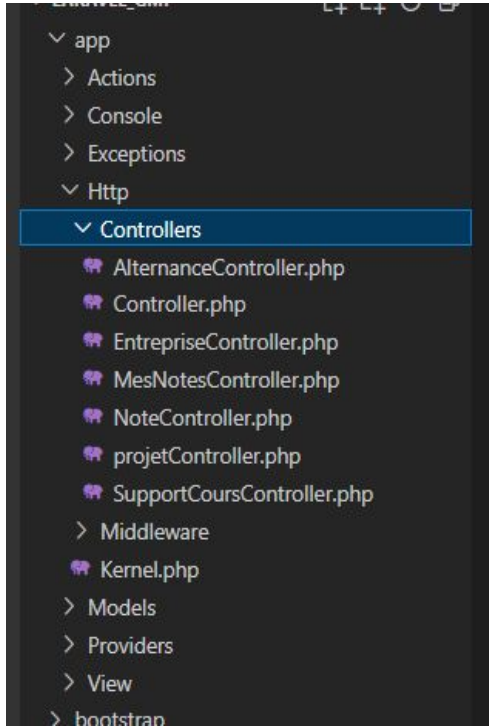 app
Actions
Console
Exceptions
Http
Controllers
AlternanceController.php
Controller.php
EntrepriseController.php
MesNotesController.php
NoteController.php
projetController.php
SupportCoursController.php
Middleware
Kernel.php
Models
Providers
View
bootstrap